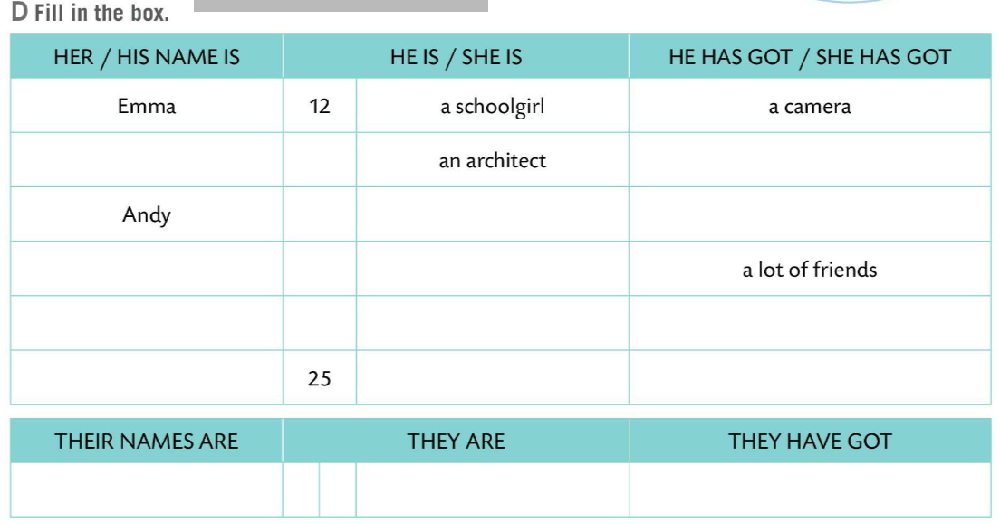 D Fill in the box.
HER / HIS NAME IS HE IS / SHE IS HE HAS GOT / SHE HAS GOT
Emma 12 a schoolgirl a camera
an architect
Andy
a lot of friends
25
THEIR NAMES ARE THEY ARE THEY HAVE GOT